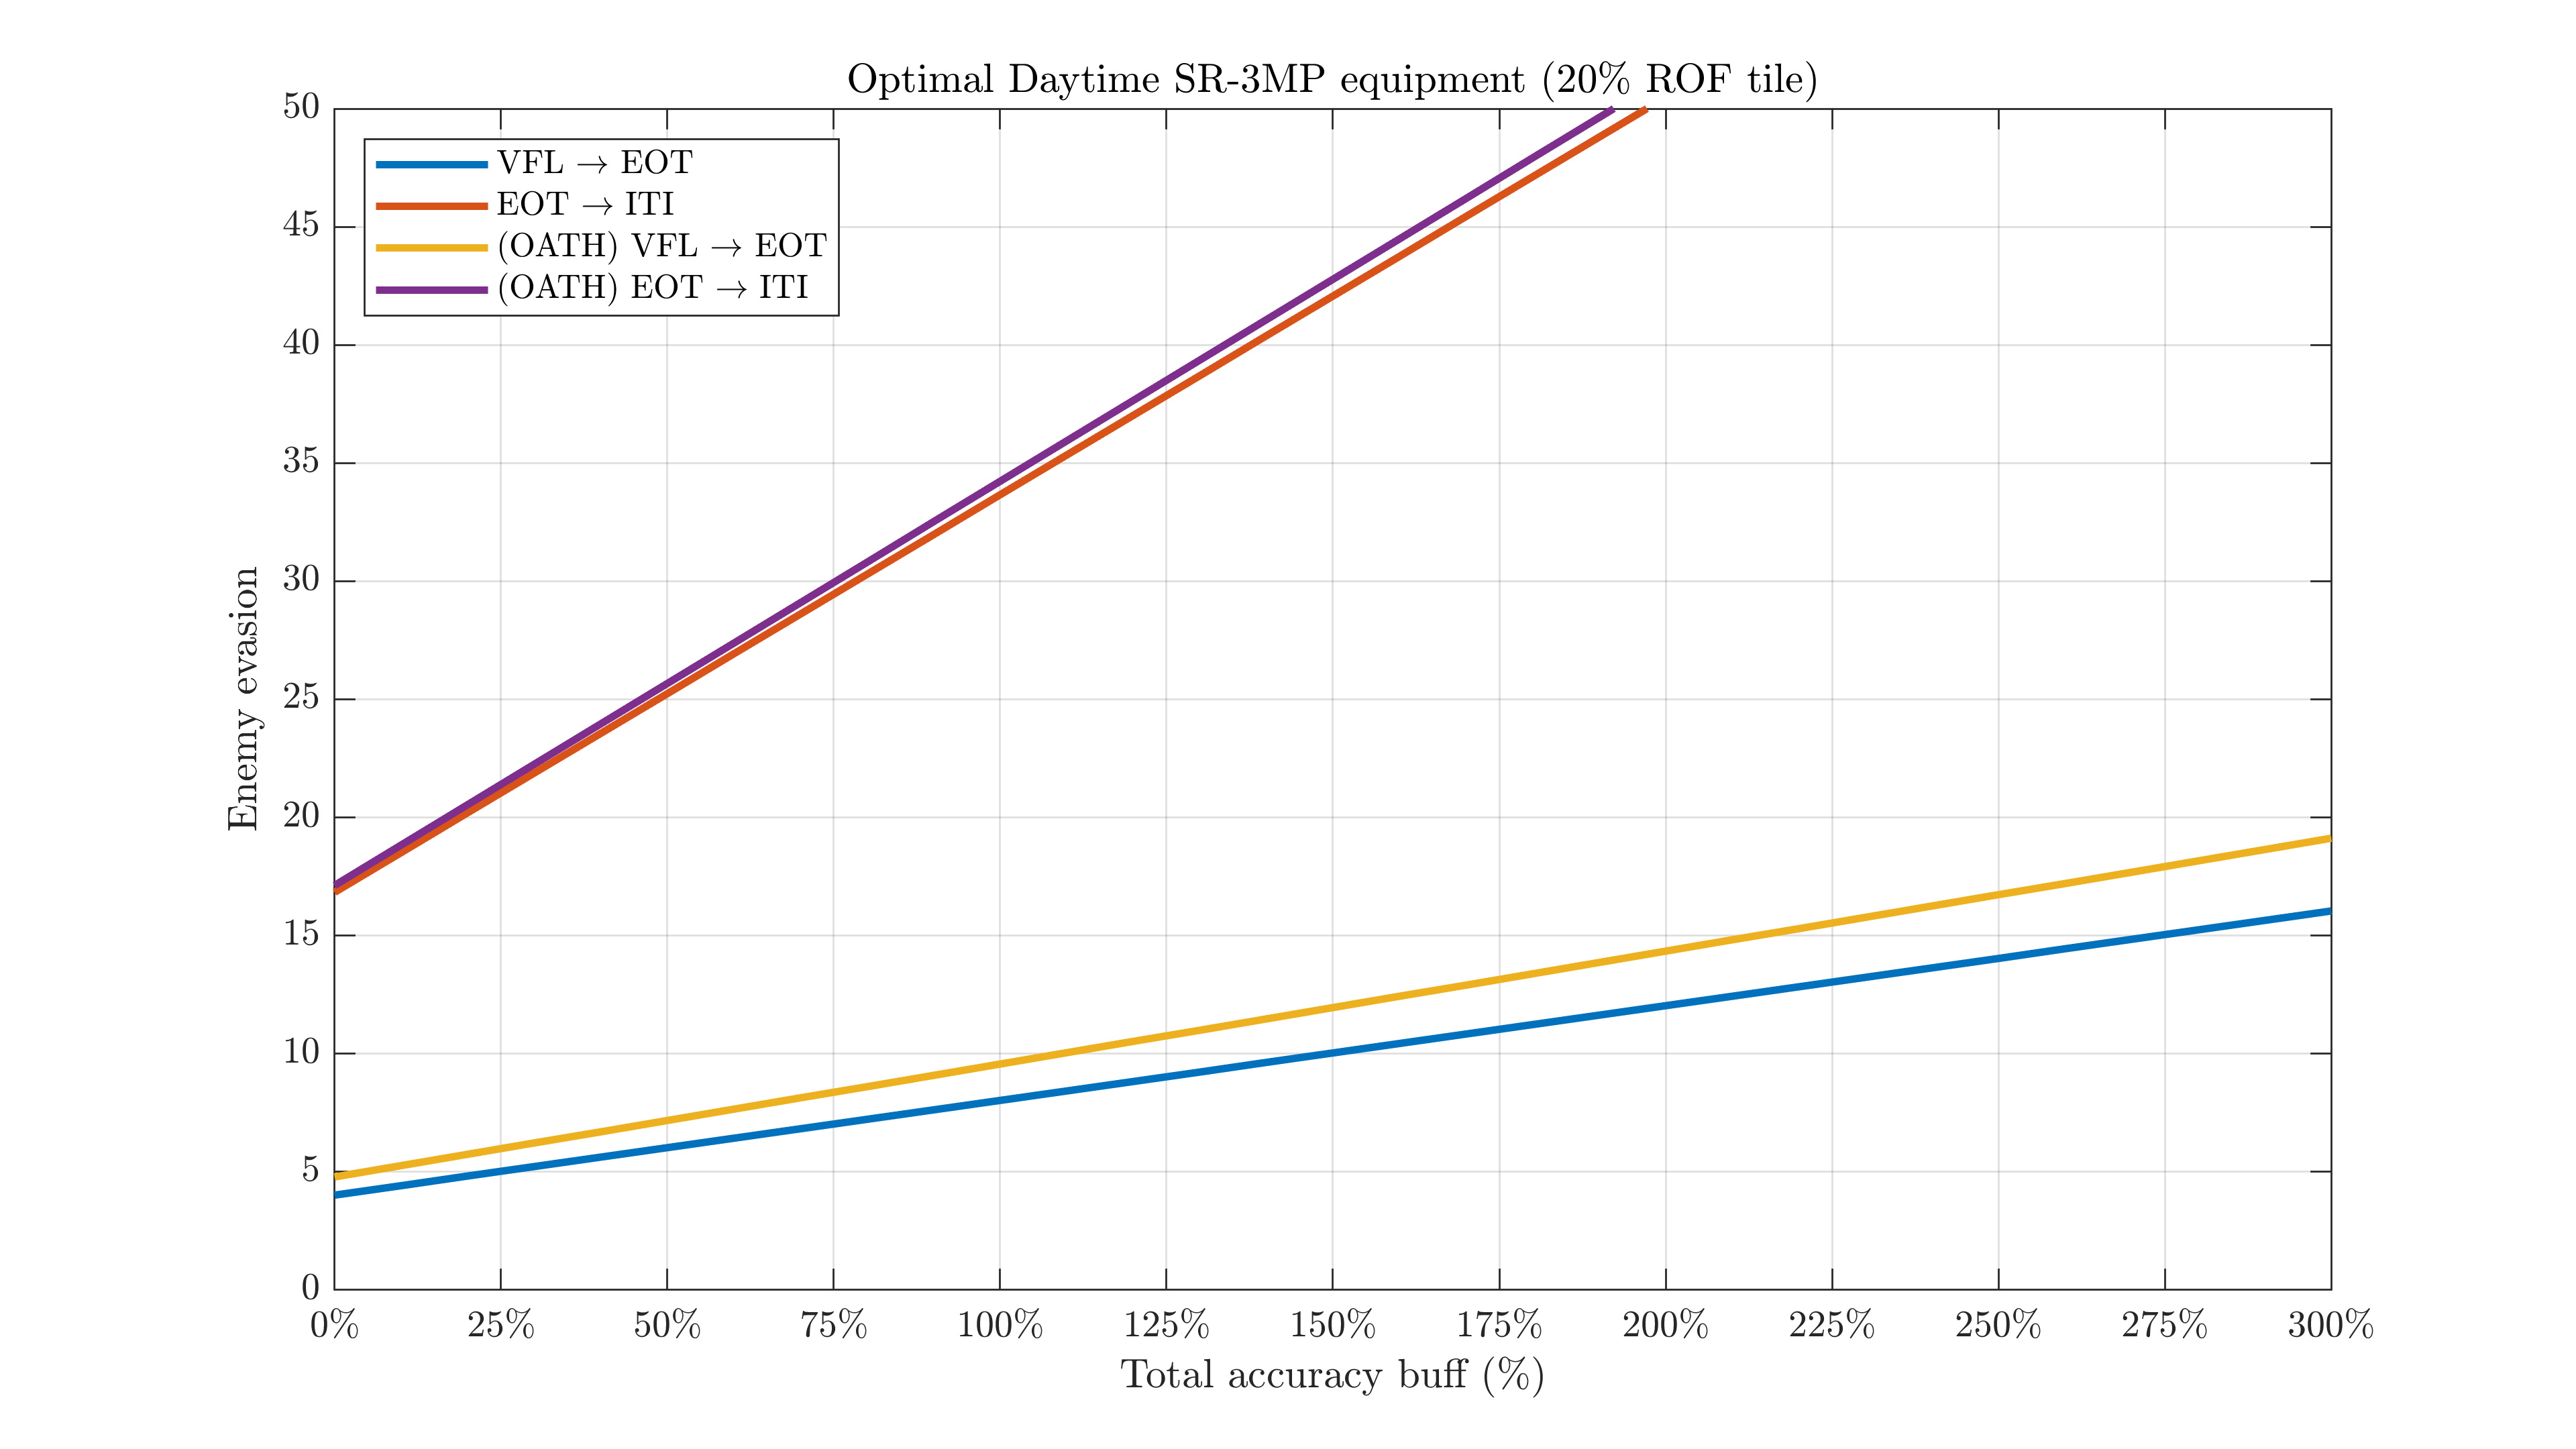 Optimal Daytime SR-3MP equipment (20% ROF tile)
VFL → EOT
EOT → ITI
(OATH) VFL → EOT
(OATH) EOT → ITI
50
45
40
35
30
25
20
15
10
5
0
Enemy evasion
0% 25% 50% 75% 100% 125% 150% 175% 200% 225% 250% 275% 300%
Total accuracy buff (%)